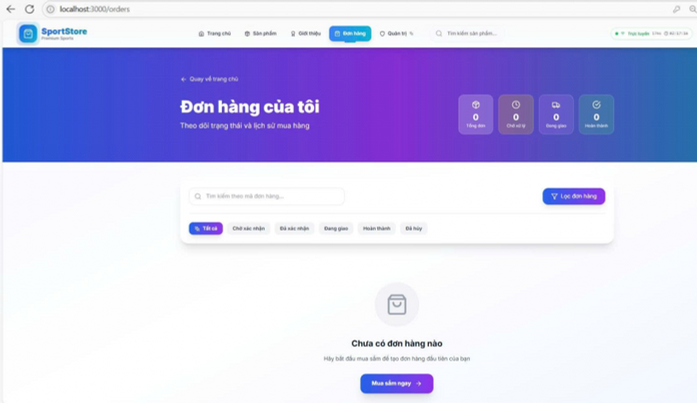 localhost:3000/orders
SportStore
Premium Sports
Trang chủ
Sản phẩm
Giới thiệu
Đơn hàng
Quản trị
Tìm kiếm sản phẩm...
Trực tuyến
Quay về trang chủ
Đơn hàng của tôi
Theo dõi trạng thái và lịch sử mua hàng
0
Tổng đơn
0
Chờ xử lý
0
Đang giao
0
Hoàn thành
Tìm kiếm theo mã đơn hàng...
Lọc đơn hàng
Tất cả
Chờ xác nhận
Đã xác nhận
Đang giao
Hoàn thành
Đã hủy
Chưa có đơn hàng nào
Hãy bắt đầu mua sắm để tạo đơn hàng đầu tiên của bạn
Mua sắm ngay